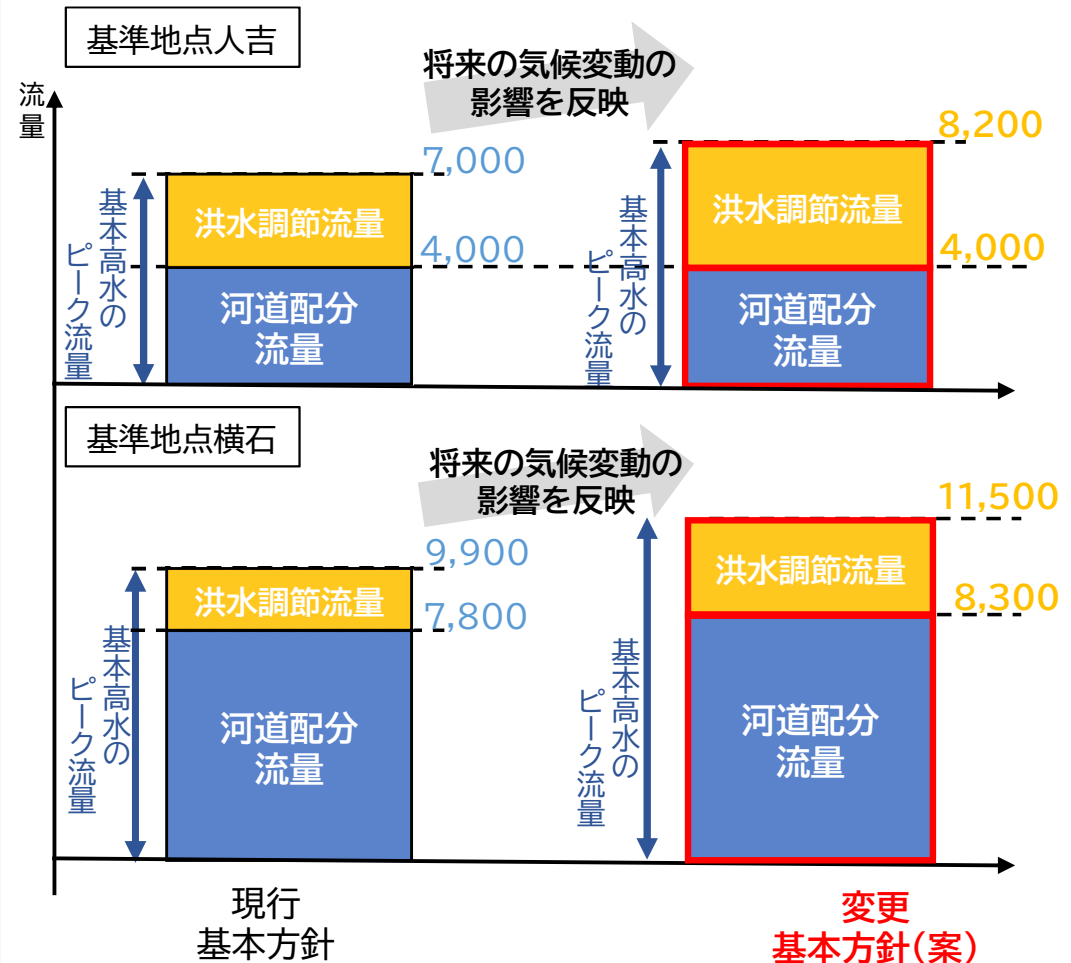 基準地点人吉
将来の気候変動の
影響を反映
流量
7,000
4,000
8,200
4,000
基本高水の
ピーク流量
洪水調節流量
河道配分
流量
基本高水の
ピーク流量
洪水調節流量
河道配分
流量
基準地点横石
将来の気候変動の
影響を反映
9,900
7,800
11,500
8,300
基本高水の
ピーク流量
洪水調節流量
河道配分
流量
基本高水の
ピーク流量
洪水調節流量
河道配分
流量
現行
基本方針
変更
基本方針(案)